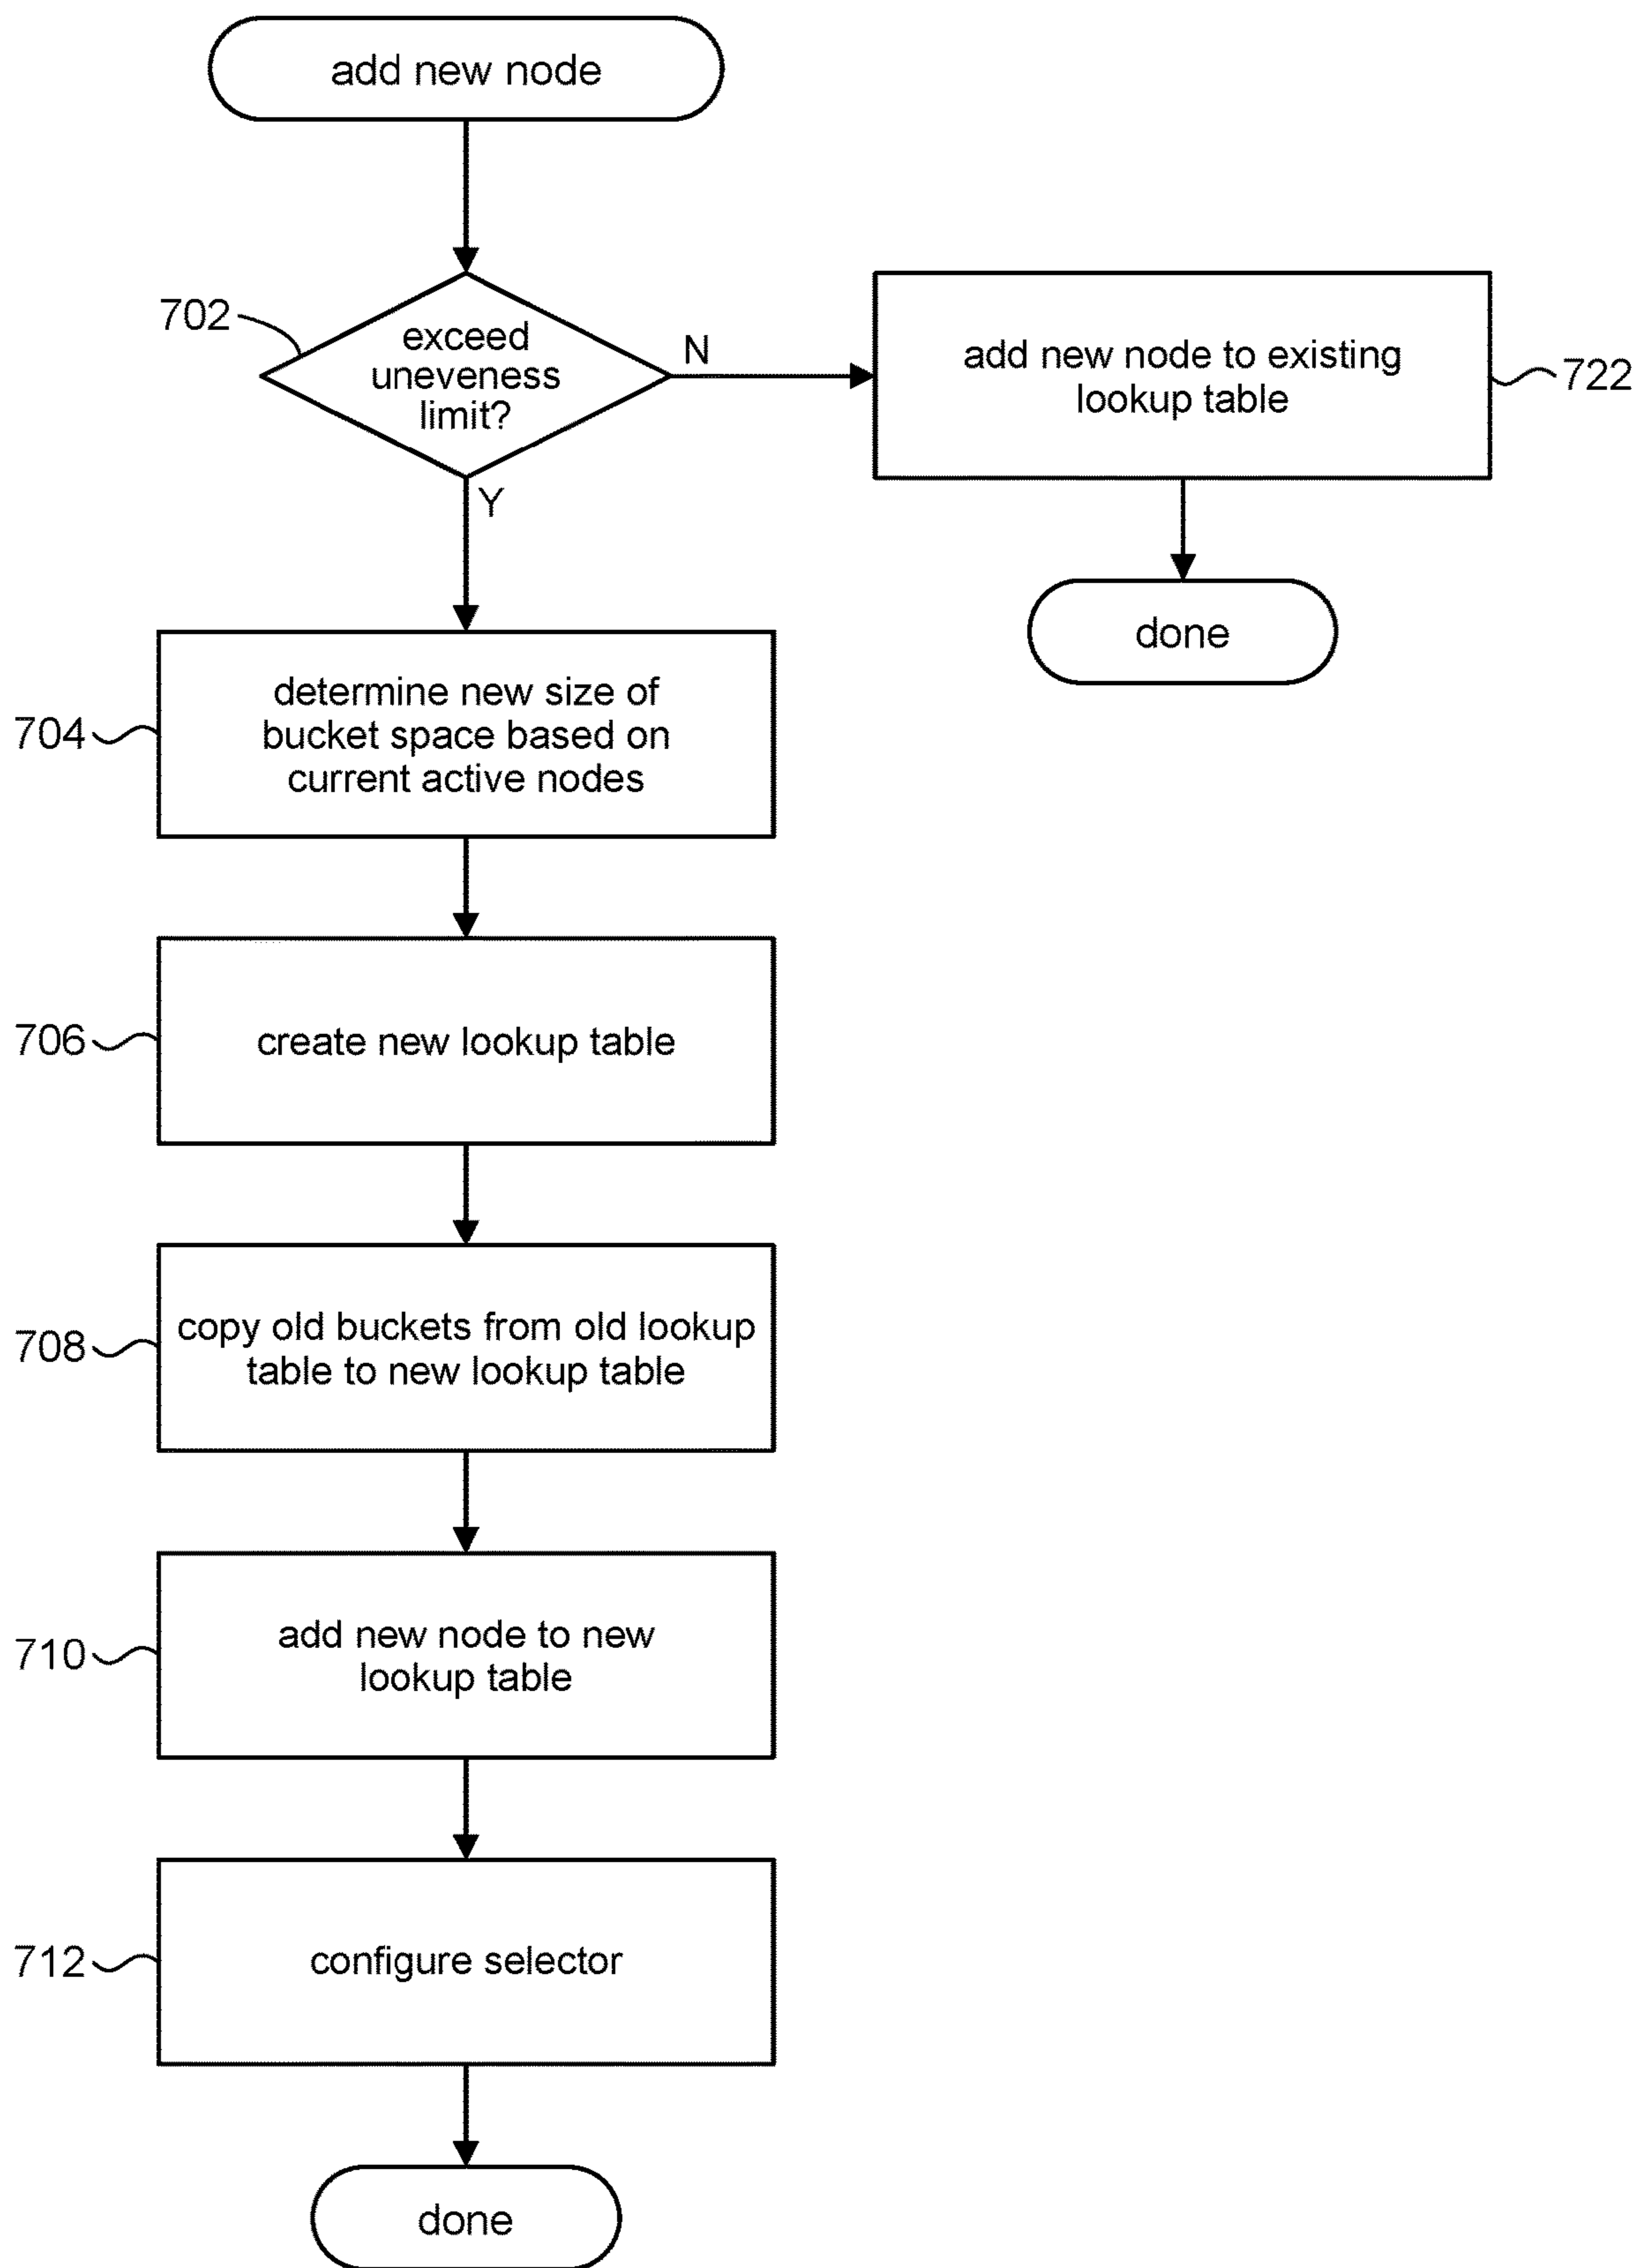 add new node
702
exceed
uneveness
limit?
N
add new node to existing
lookup table
722
Y
done
704
determine new size of
bucket space based on
current active nodes
706
create new lookup table
708
copy old buckets from old lookup
table to new lookup table
710
add new node to new
lookup table
712
configure selector
done